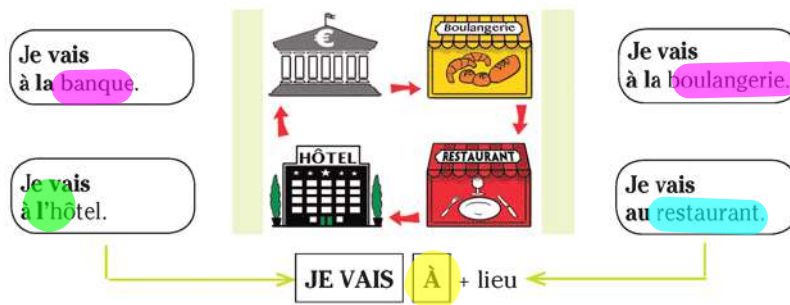 Je vais
à la banque.
€
Boulangerie
Je vais
à la boulangerie.
Je vais
à l'hôtel.
HÔTEL
RESTAURANT
Je vais
au restaurant.
JE VAIS À + lieu